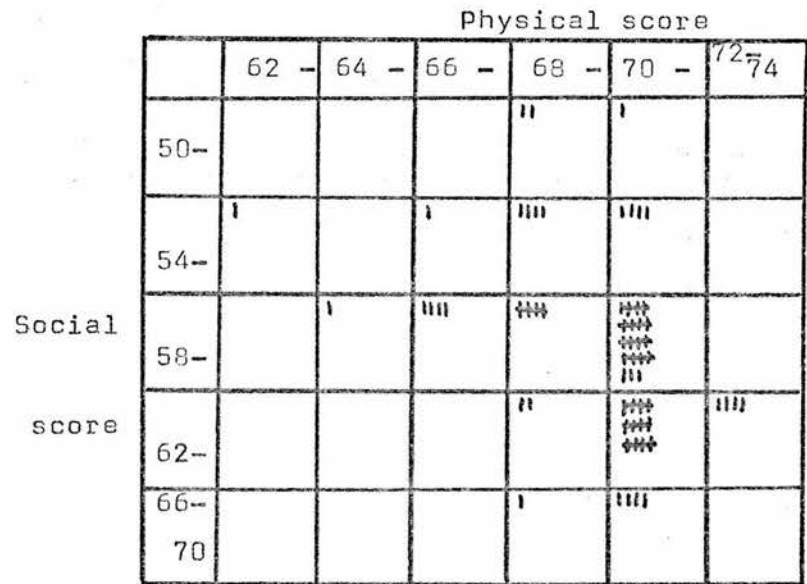 Physical score
62 - 64 - 66 - 68 - 70 - 72-74
50-
54-
Social
58-
score
62-
66-
70